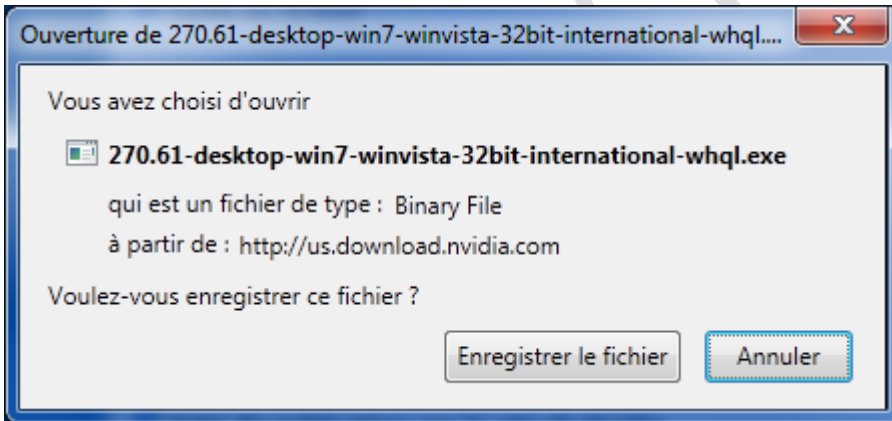 Ouverture de 270.61-desktop-win7-winvista-32bit-international-whql....
Vous avez choisi d'ouvrir
270.61-desktop-win7-winvista-32bit-international-whql.exe
qui est un fichier de type : Binary File
à partir de : http://us.download.nvidia.com
Voulez-vous enregistrer ce fichier ?
Enregistrer le fichier Annuler